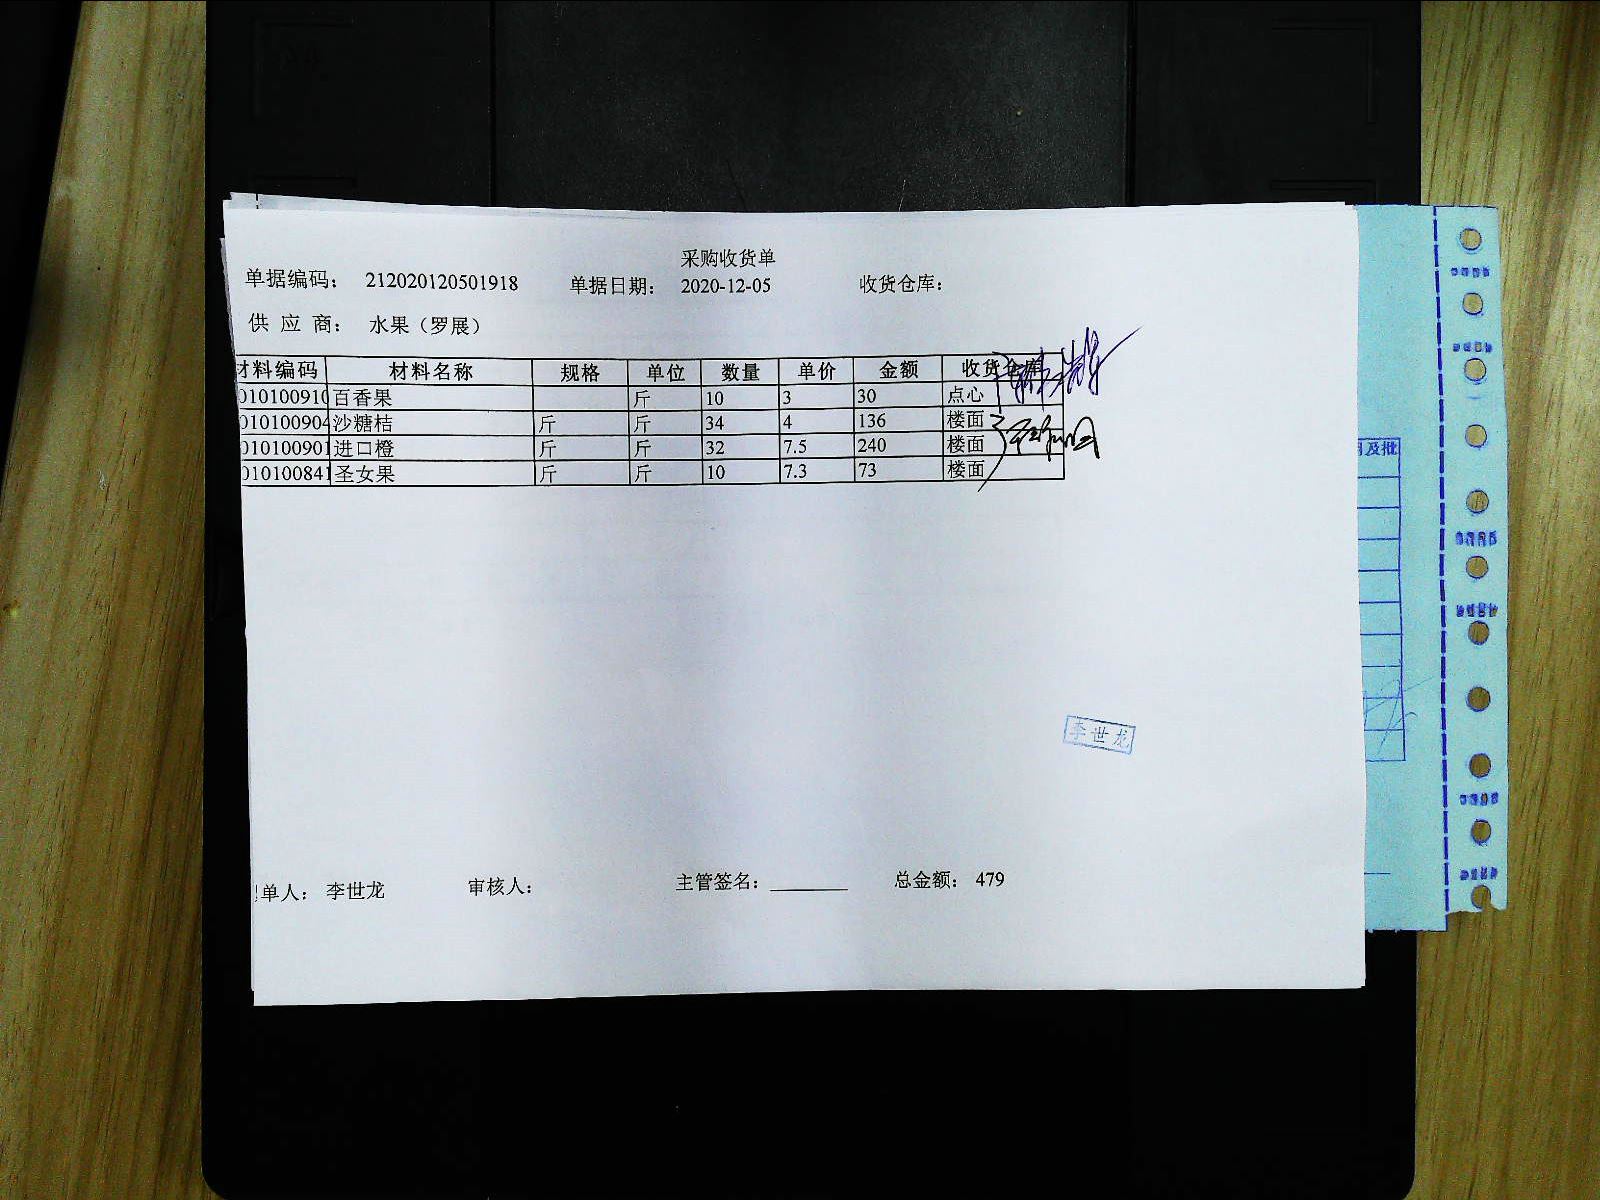 采购收货单
单据编码： 212020120501918 单据日期： 2020-12-05 收货仓库：
供 应 商： 水果（罗展）
材料编码 材料名称 规格 单位 数量 单价 金额 收货仓库
010100910 百香果 斤 10 3 30 点心
010100904 沙糖桔 斤 斤 34 4 136 楼面
010100901 进口橙 斤 斤 32 7.5 240 楼面
010100841 圣女果 斤 斤 10 7.3 73 楼面
及批
李世龙
单人： 李世龙 审核人： 主管签名： 总金额： 479